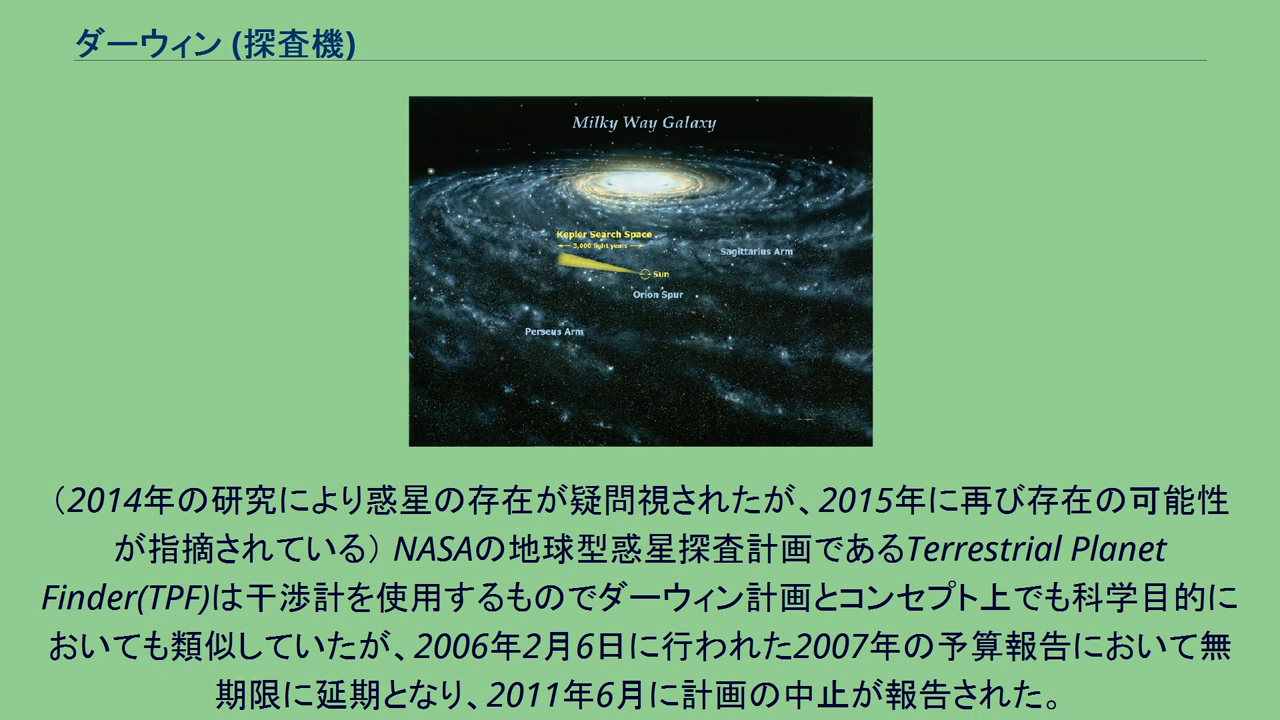 ダーウィン (探査機)
Milky Way Galaxy
Kepler Search Space
3,000 light years
Sagittarius Arm
Sun
Orion Spur
Perseus Arm
（2014年の研究により惑星の存在が疑問視されたが、2015年に再び存在の可能性
が指摘されている）NASAの地球型惑星探査計画であるTerrestrial Planet
Finder(TPF)は干渉計を使用するものでダーウィン計画とコンセプト上でも科学目的に
おいても類似していたが、2006年2月6日に行われた2007年の予算報告において無
期限に延期となり、2011年6月に計画の中止が報告された。